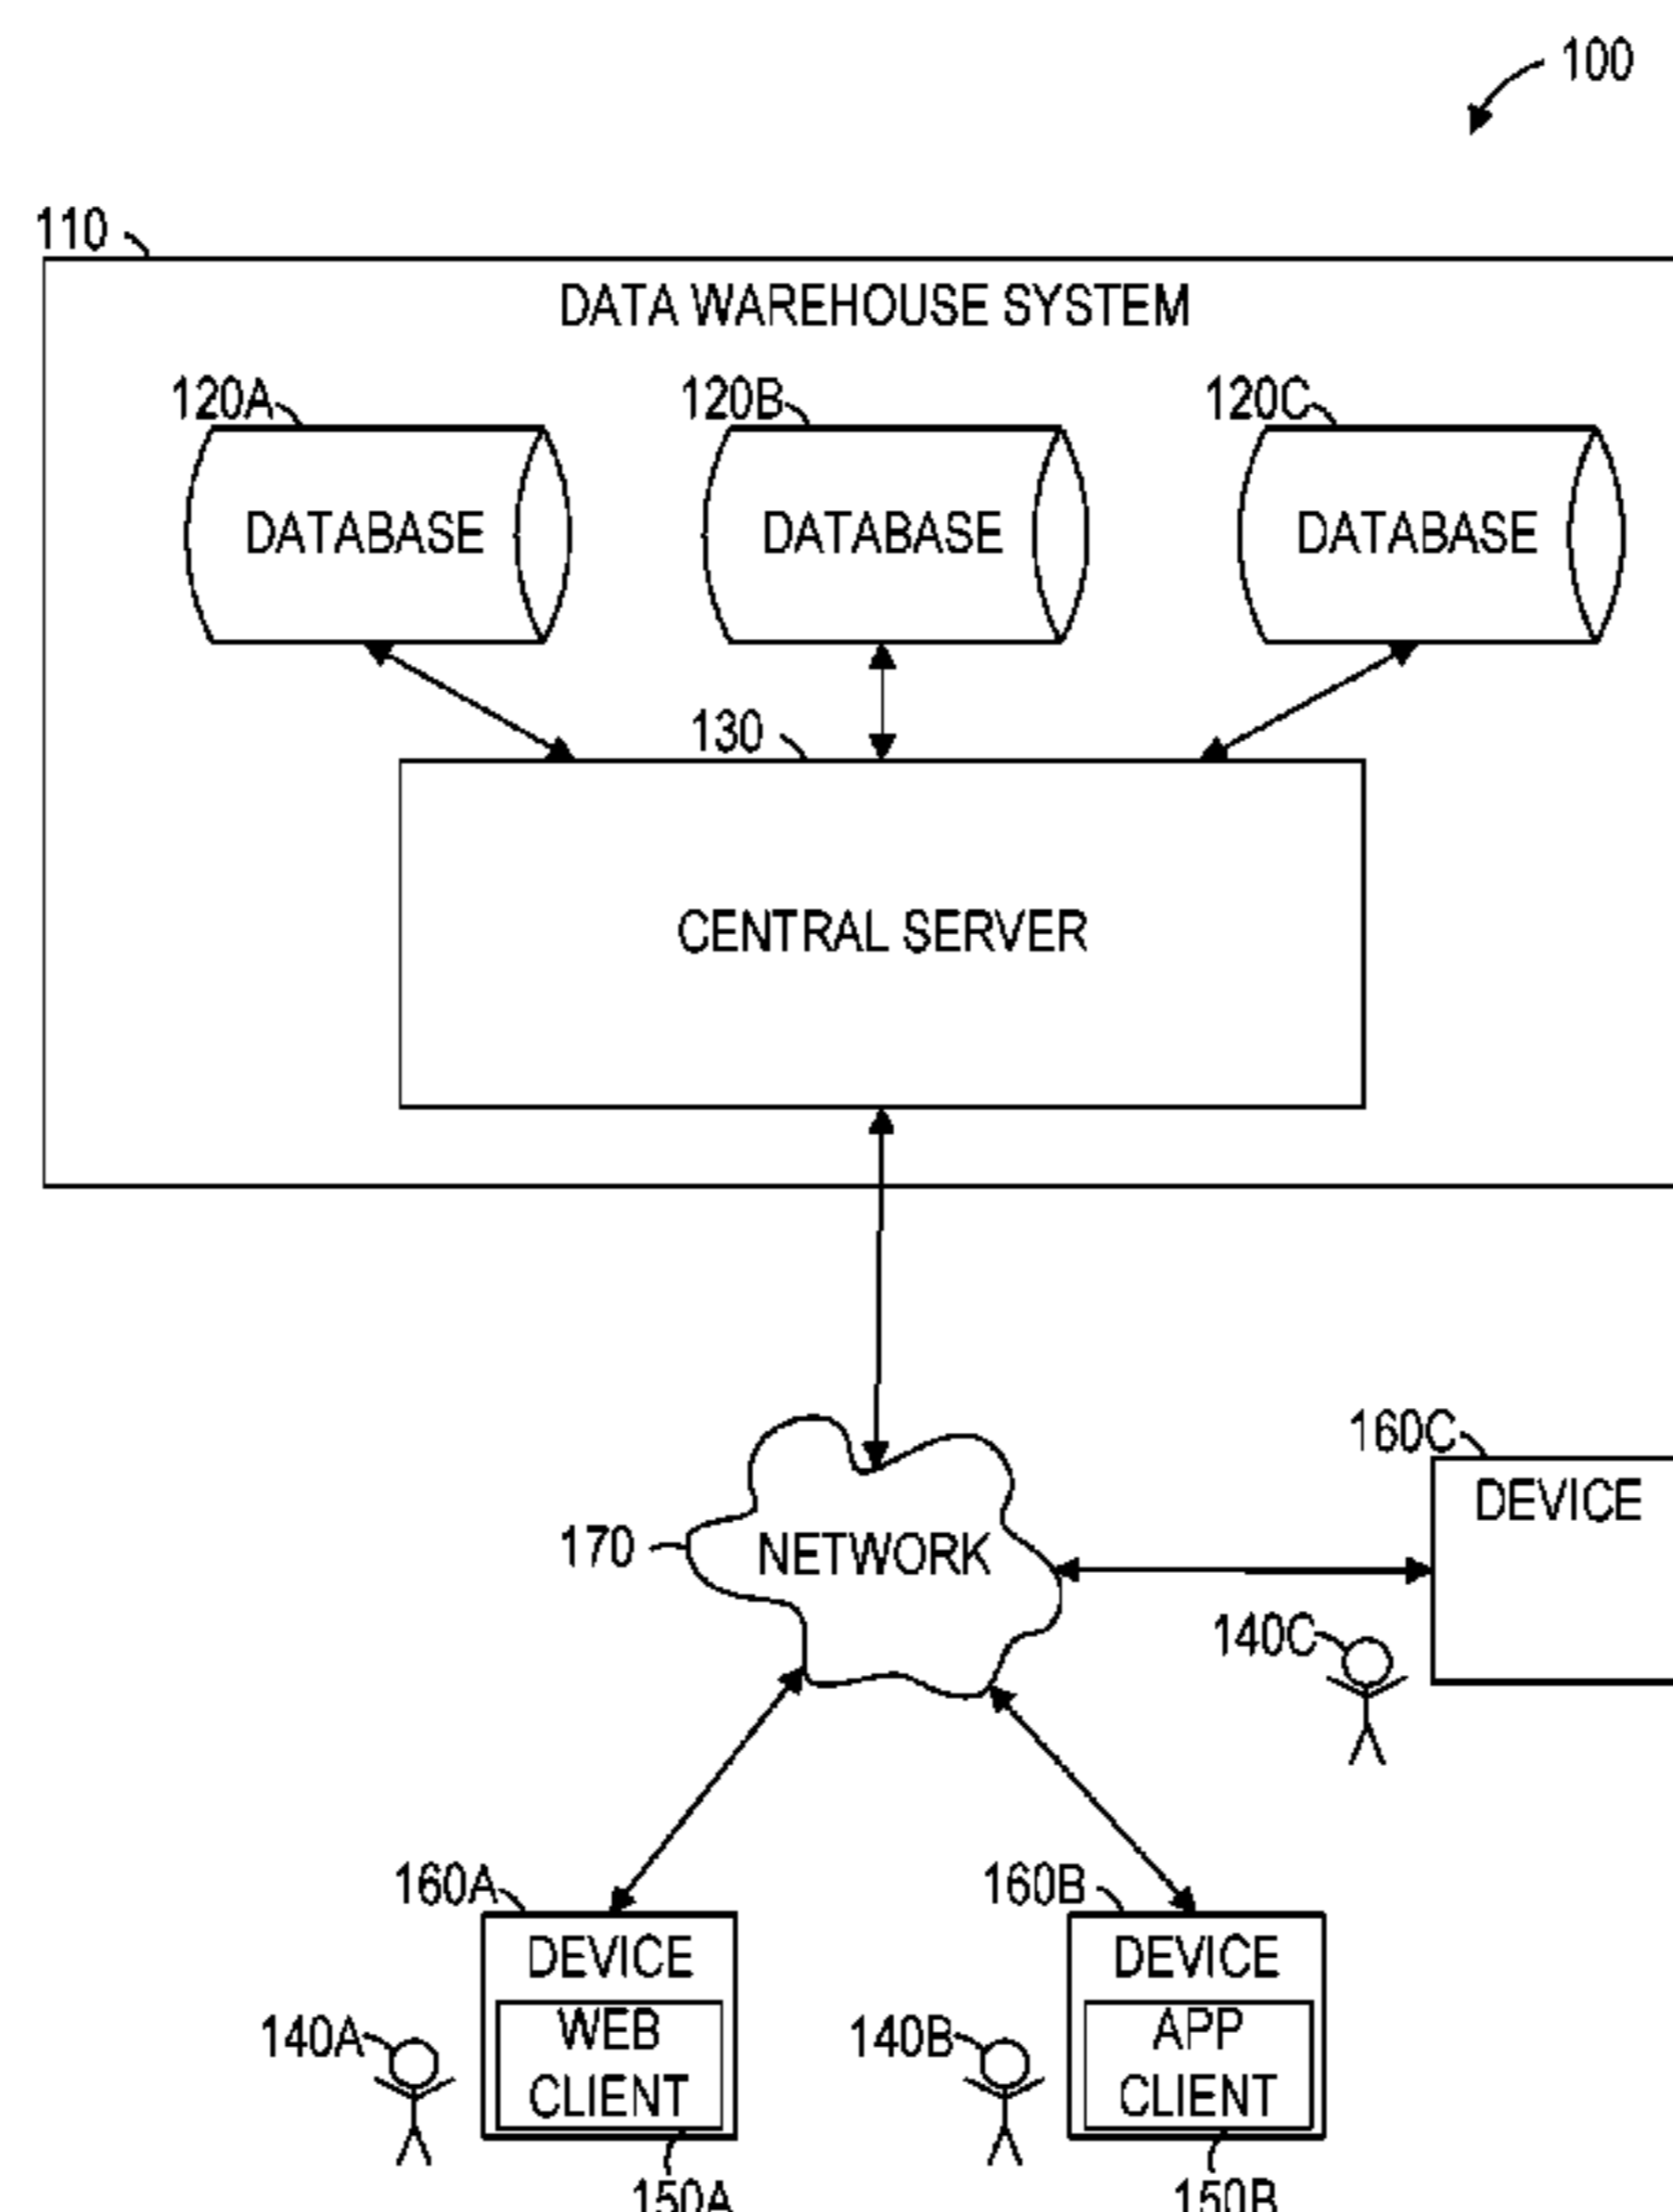 100
110
DATA WAREHOUSE SYSTEM
120A 120B 120C
DATABASE DATABASE DATABASE
130
CENTRAL SERVER
160C
DEVICE
170 NETWORK
140C
160A 160B
DEVICE DEVICE
140A WEB 140B APP
CLIENT CLIENT
150A 150B